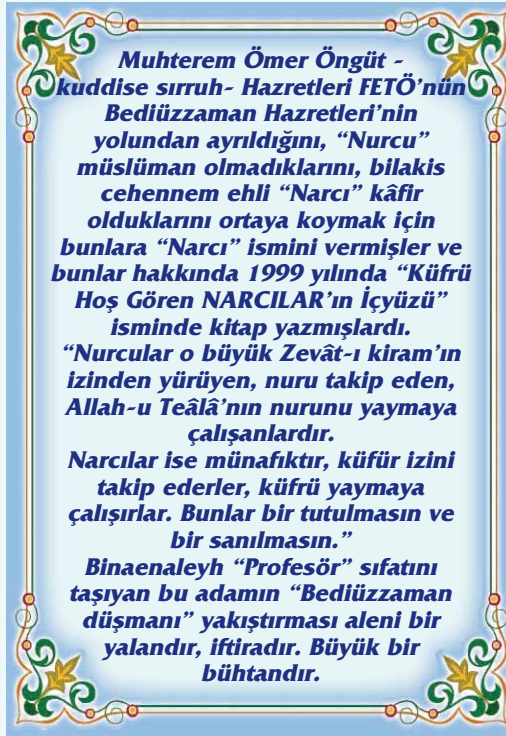 Muhterem Ömer Öngüt -
kuddise sırruh- Hazretleri FETÖ’nün
Bediüzzaman Hazretleri’nin
yolundan ayrıldığını, “Nurcu”
müslüman olmadıklarını, bilakis
cehennem ehli “Narcı” kâfir
olduklarını ortaya koymak için
bunlara “Narcı” ismini vermişler ve
bunlar hakkında 1999 yılında “Küfrü
Hoş Gören NARCILAR’ın İçyüzü”
isminde kitap yazmışlardı.
“Nurcular o büyük Zevât-ı kiram’ın
izinden yürüyen, nuru takip eden,
Allah-u Teâlâ’nın nurunu yaymaya
çalışanlardır.
Narcılar ise münafıktır, küfür izini
takip ederler, küfrü yaymaya
çalışırlar. Bunlar bir tutulmasın ve
bir sanılmasın.”
Binaenaleyh “Profesör” sıfatını
taşıyan bu adamın “Bediüzzaman
düşmanı” yakıştırması aleni bir
yalandır, iftiradır. Büyük bir
bühtandır.